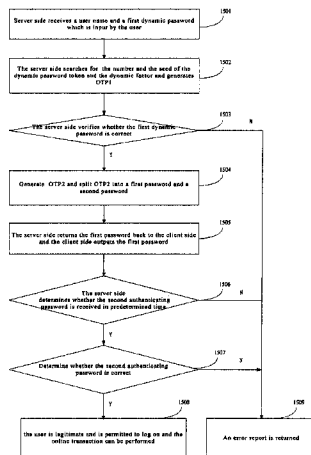 1501
Server side receives a user name and a first dynamic password
which is input by the user
1502
The server side searches for the number and the seed of the
dynamic password token and the dynamic factor and generates
OTP1
1503
The server side verifies whether the first dynamic
password is correct
N
Y
1504
Generate OTP2 and split OTP2 into a first password and a
second password
1505
The server side returns the first password back to the client side
and the client side outputs the first password
1506
The server side
determines whether the second authenticating
password is received in predetermined time
N
Y
1507
Determine whether the second authenticating
password is correct
Y
1508
the user is legitimate and is permitted to log on and the
online transaction can be performed
1509
An error report is returned